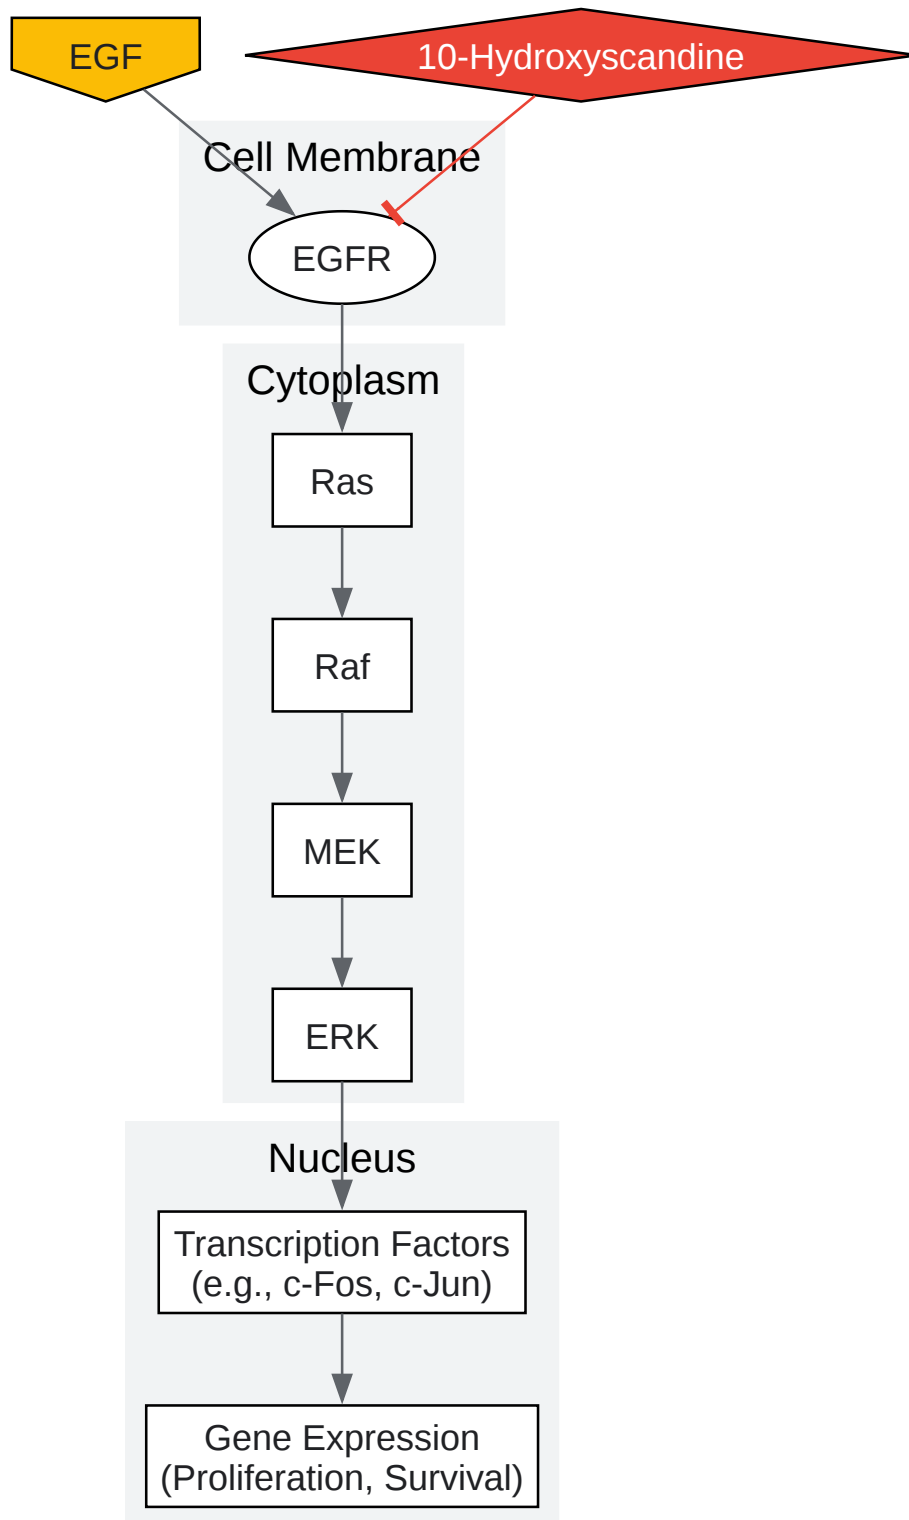 EGF
10-Hydroxyscandine
Cell Membrane
EGFR
Cytoplasm
Ras
Raf
MEK
ERK
Nucleus
Transcription Factors
(e.g., c-Fos, c-Jun)
Gene Expression
(Proliferation, Survival)